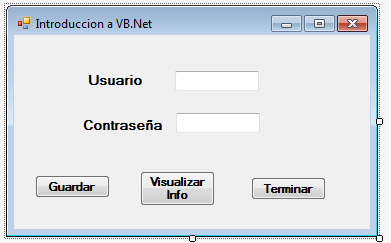 Introduccion a VB.Net
Usuario
Contraseña
Guardar
Visualizar
Info
Terminar